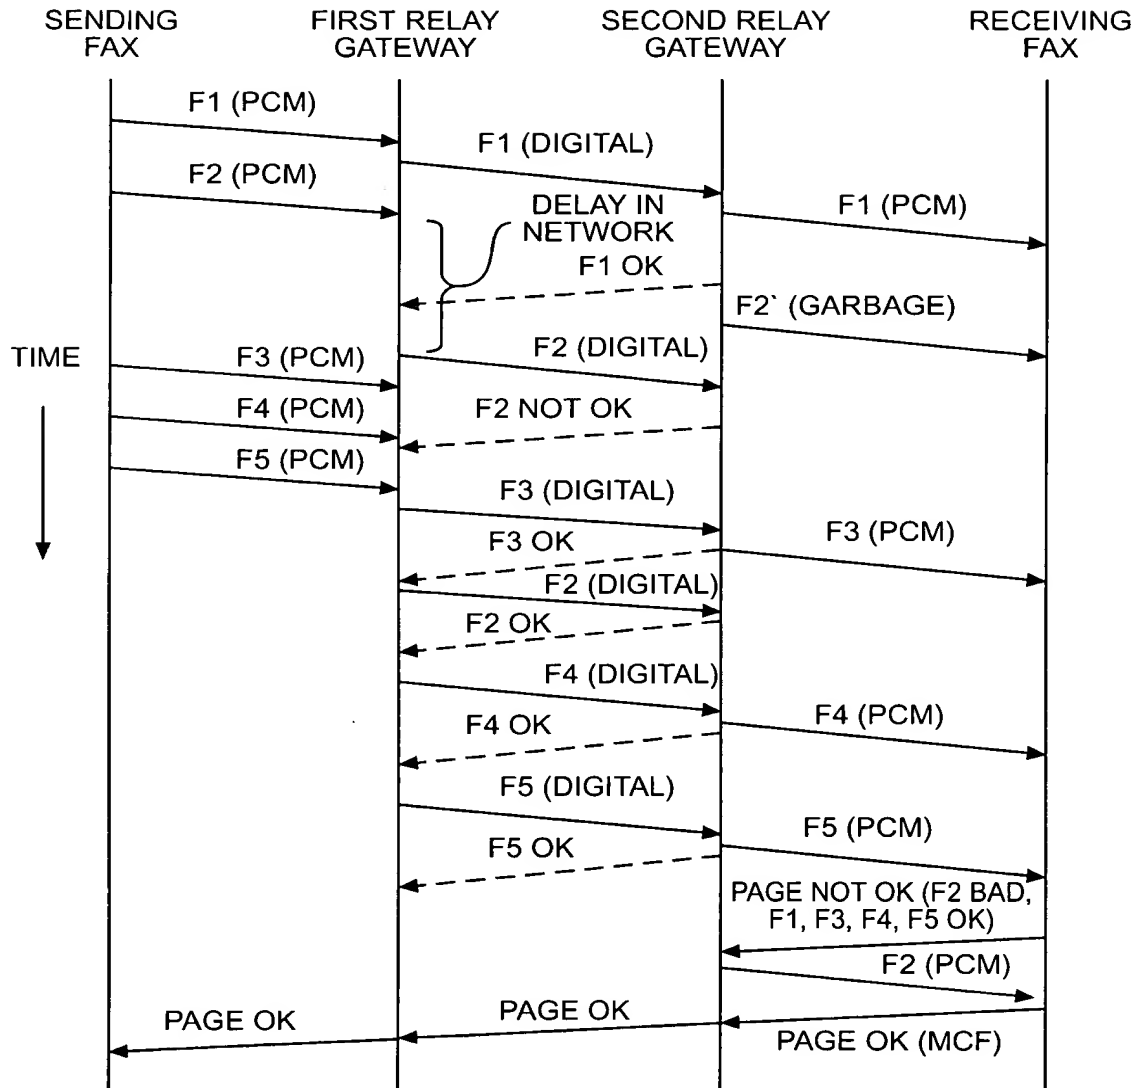 SENDING
FAX
FIRST RELAY
GATEWAY
SECOND RELAY
GATEWAY
RECEIVING
FAX
F1 (PCM)
F1 (DIGITAL)
F2 (PCM)
F1 (PCM)
DELAY IN
NETWORK
F1 OK
F2` (GARBAGE)
TIME
F3 (PCM)
F2 (DIGITAL)
F4 (PCM)
F2 NOT OK
F5 (PCM)
F3 (DIGITAL)
F3 OK
F3 (PCM)
F2 (DIGITAL)
F2 OK
F4 (DIGITAL)
F4 OK
F4 (PCM)
F5 (DIGITAL)
F5 OK
F5 (PCM)
PAGE NOT OK (F2 BAD,
F1, F3, F4, F5 OK)
F2 (PCM)
PAGE OK
PAGE OK
PAGE OK (MCF)